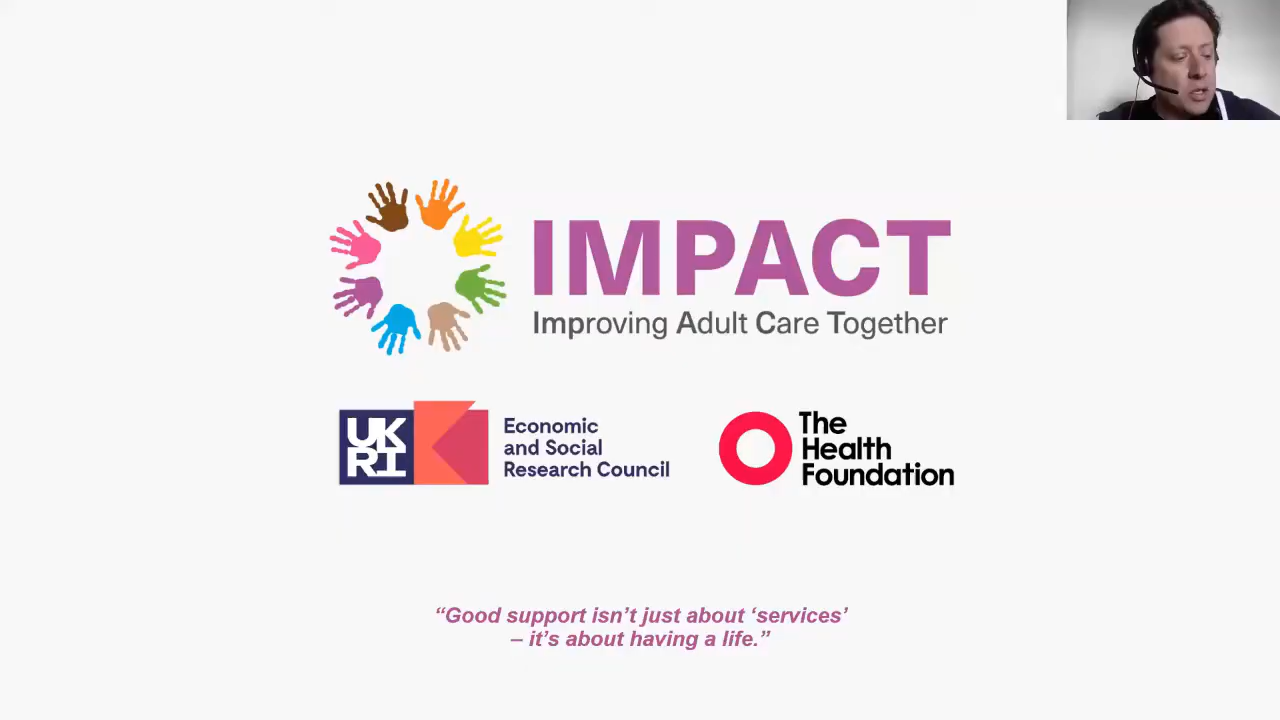 IMPACT
Improving Adult Care Together
UK
RI
Economic
and Social
Research Council
The
Health
Foundation
“Good support isn’t just about ‘services’
– it’s about having a life.”